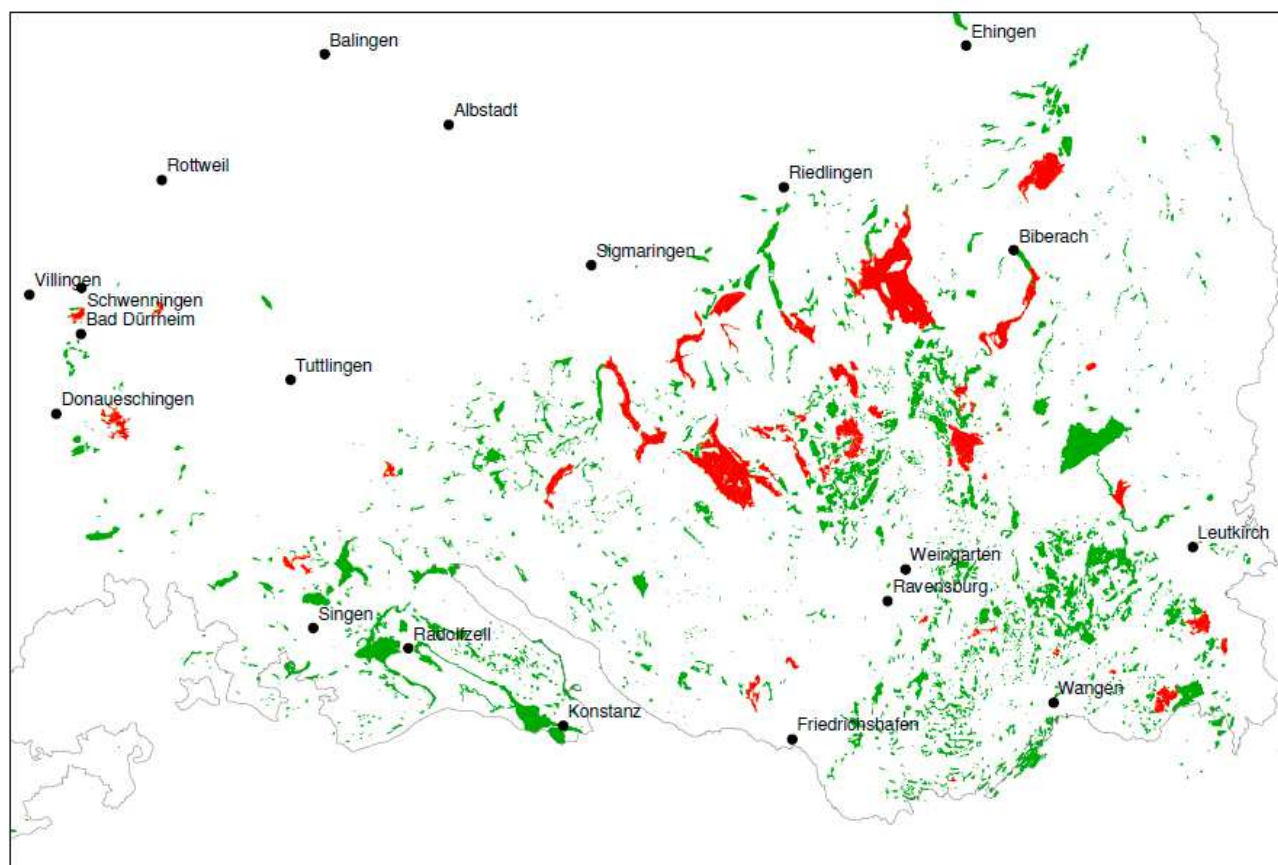 Ehingen
Balingen
Albstadt
Rottweil
Riedlingen
Biberach
Sigmaringen
Villingen
Schwenningen
Bad Dürrheim
Tuttlingen
Donaueschingen
Leutkirch
Weingarten
Ravensburg
Singen
Radolfzell
Wangen
Konstanz
Friedrichshafen